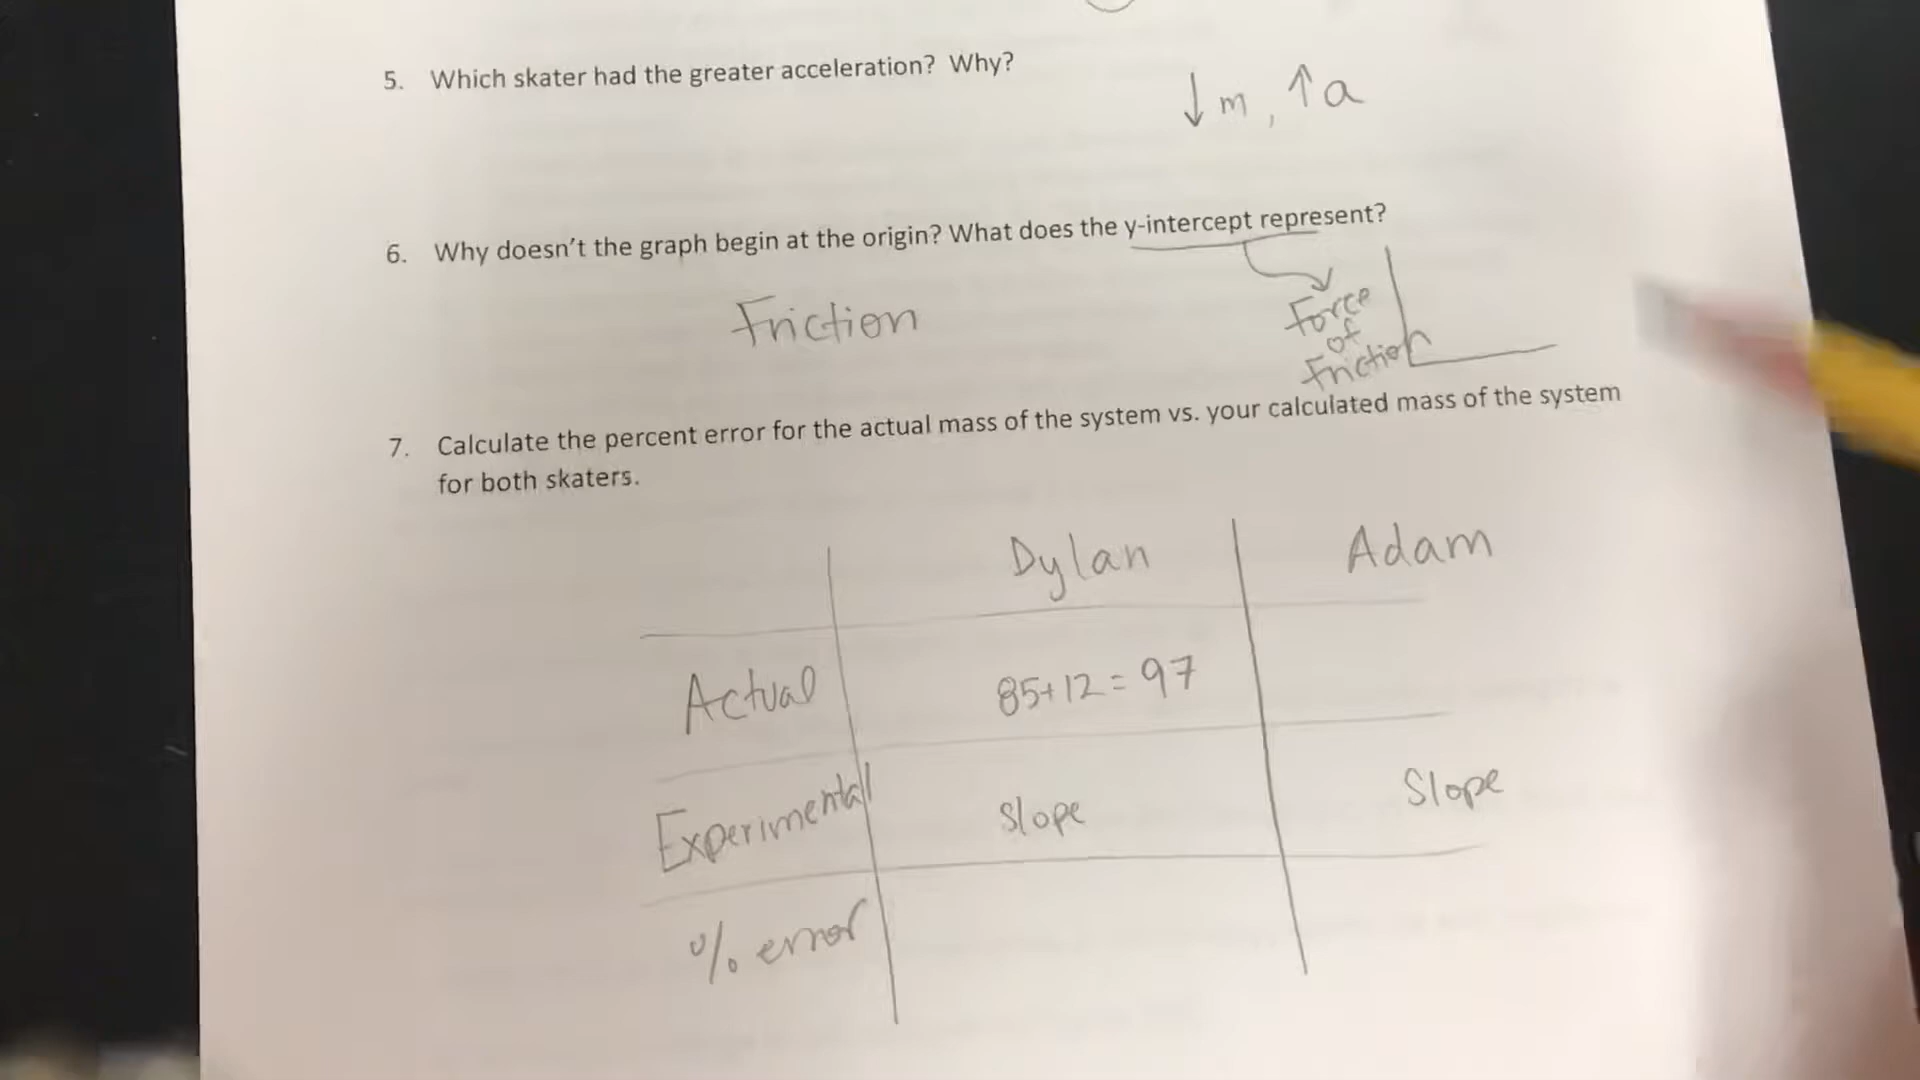 5. Which skater had the greater acceleration? Why?
↓m, ↑a
6. Why doesn't the graph begin at the origin? What does the y-intercept represent?
Friction
Force
of
Friction
7. Calculate the percent error for the actual mass of the system vs. your calculated mass of the system
for both skaters.
Dylan Adam
Actual 85+12=97
Experimental slope Slope
% error